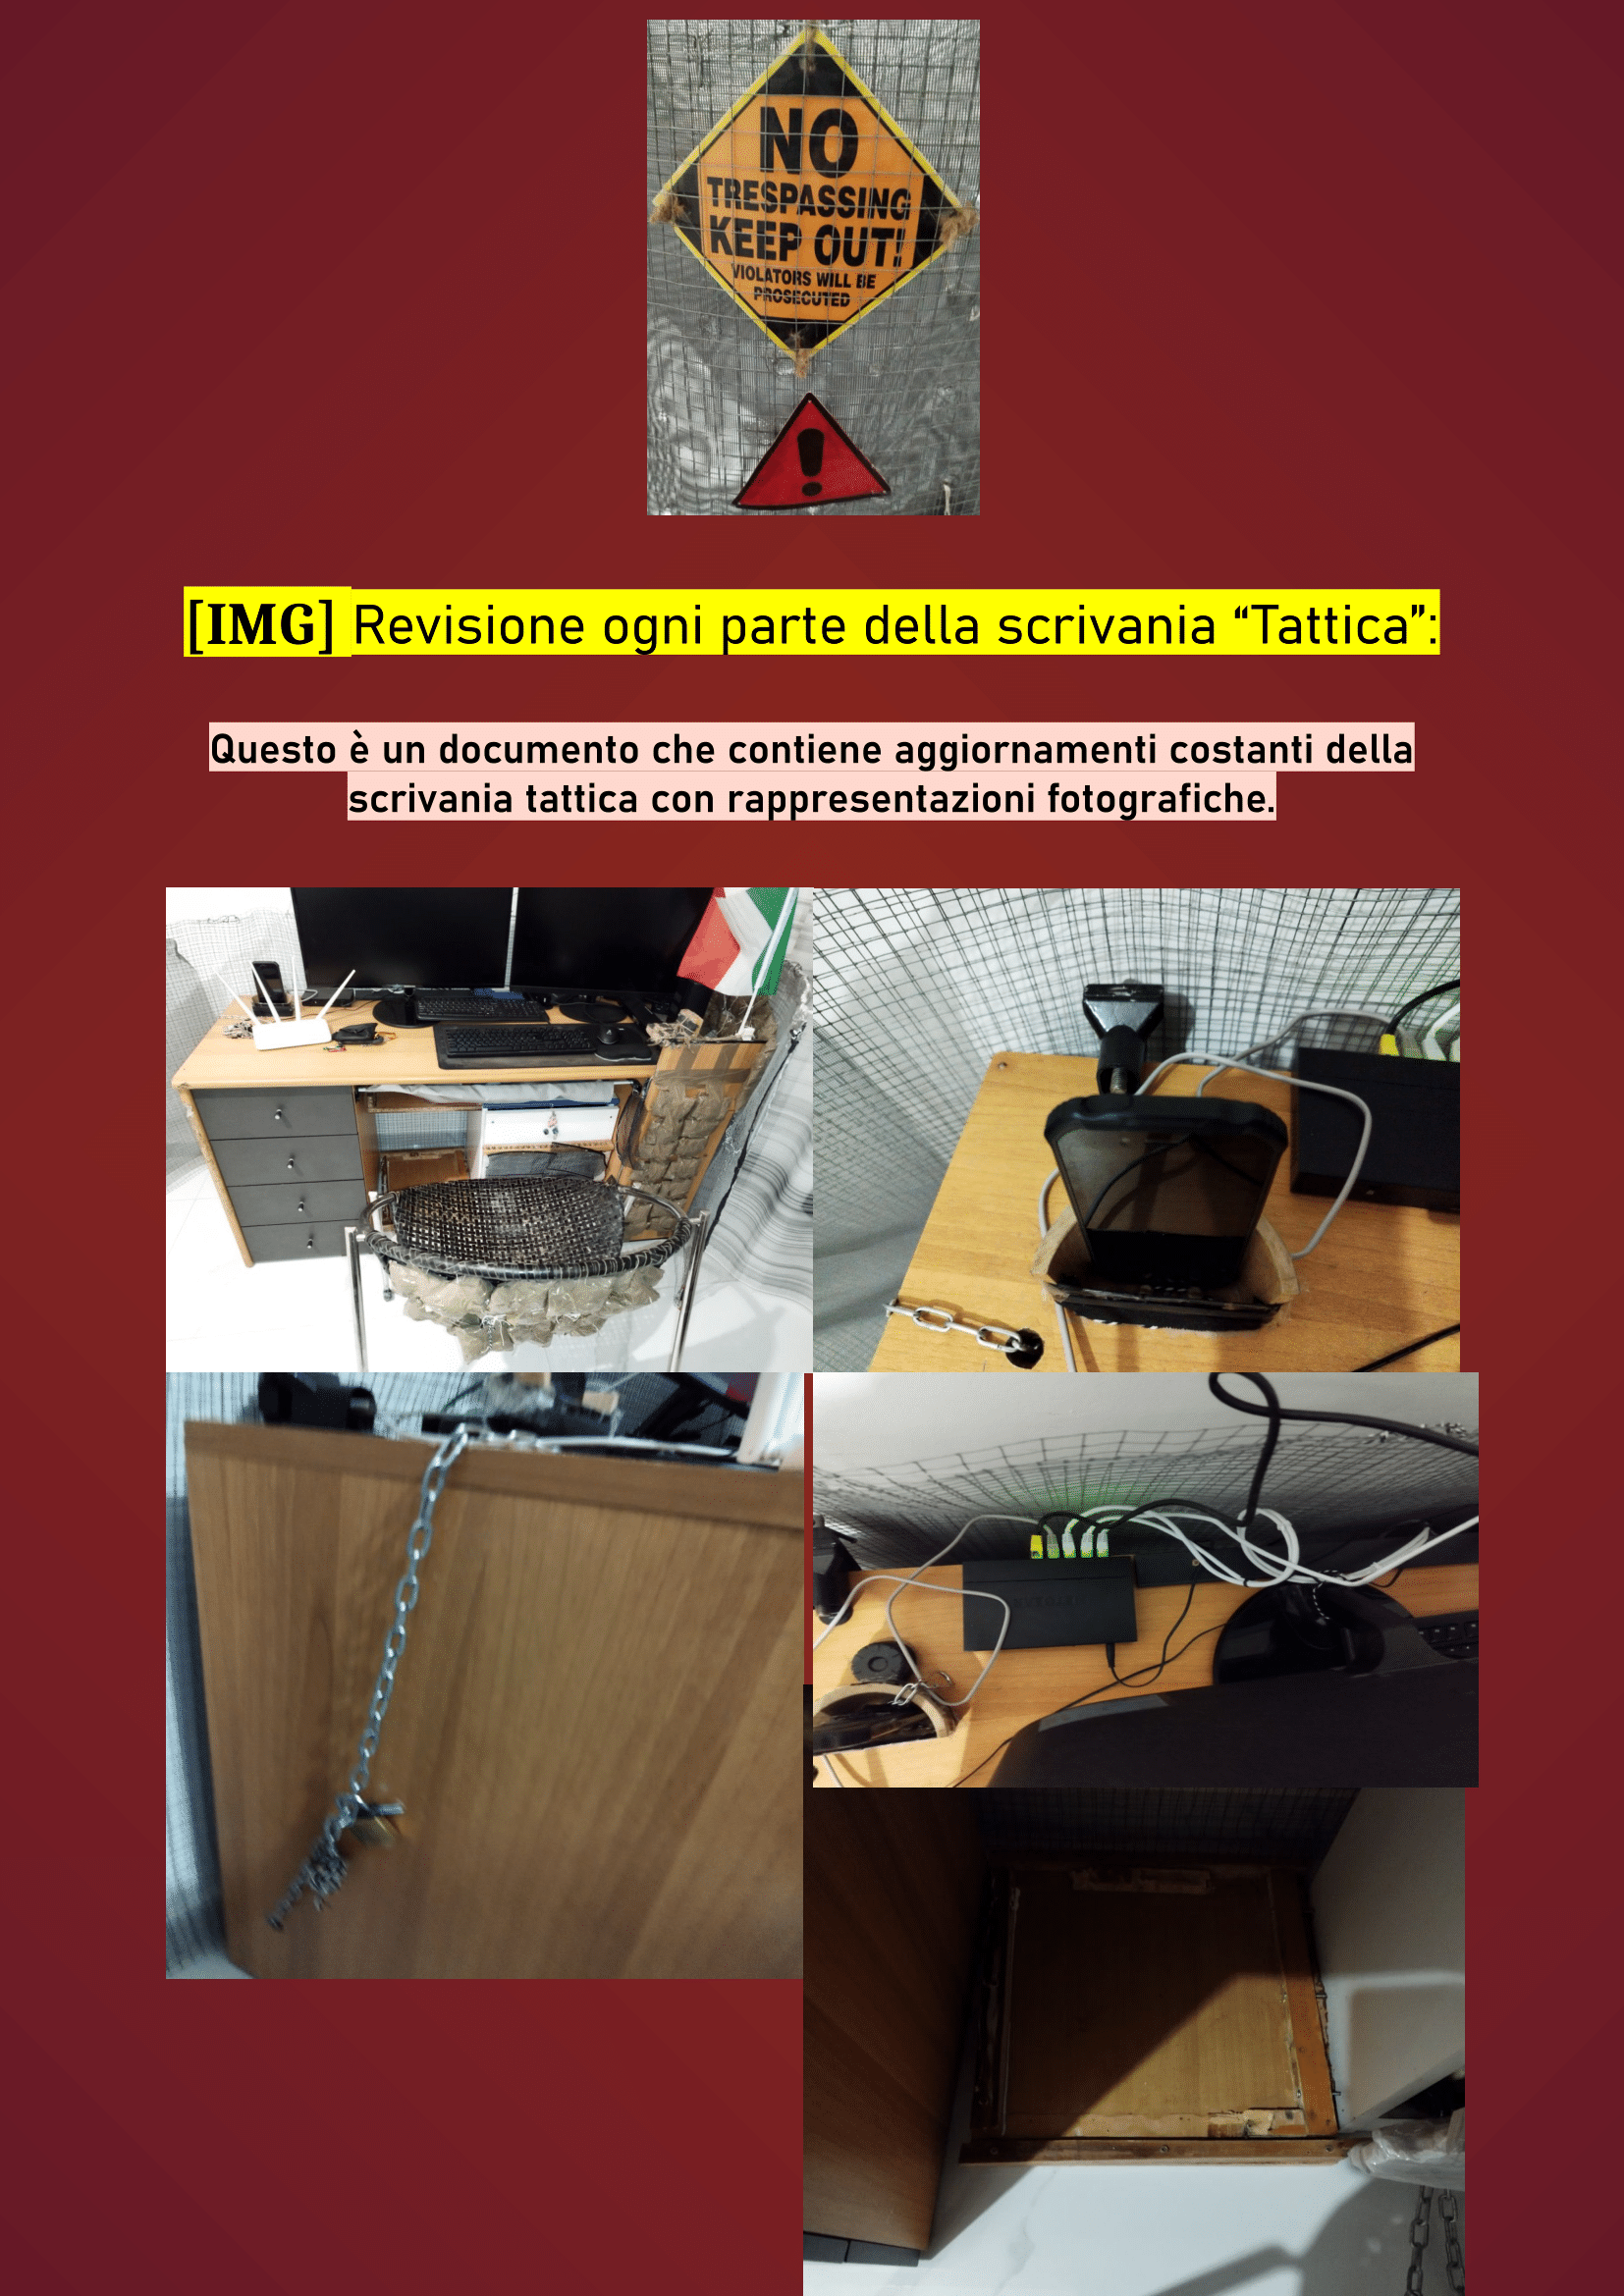 NO
TRESPASSING
KEEP OUT!
VIOLATORS WILL BE
PROSECUTED
[IMG] Revisione ogni parte della scrivania “Tattica”:
Questo è un documento che contiene aggiornamenti costanti della
scrivania tattica con rappresentazioni fotografiche.